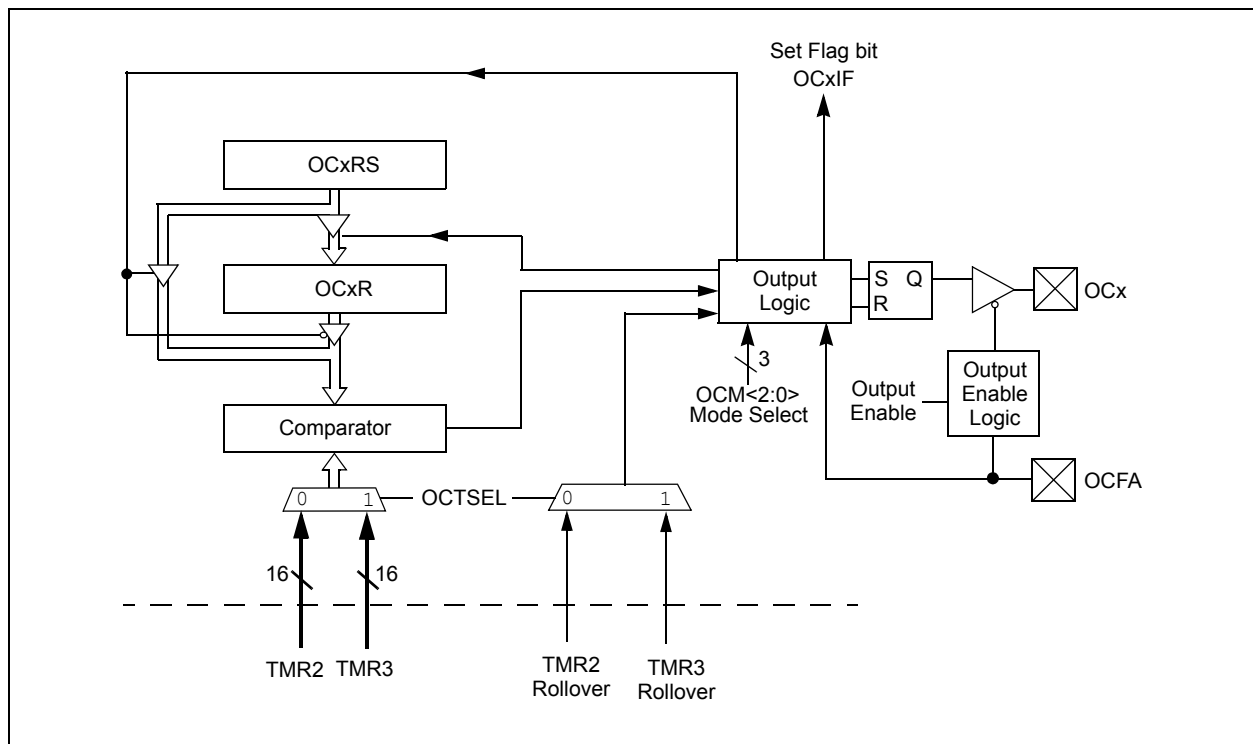 Set Flag bit
OCxIF
OCxRS
OCxR
Output
Logic
S Q
R
OCx
3
OCM<2:0>
Mode Select
Output
Enable
Output
Enable
Logic
Comparator
OCFA
0 1
OCTSEL
0 1
16
16
TMR2
TMR3
TMR2
Rollover
TMR3
Rollover